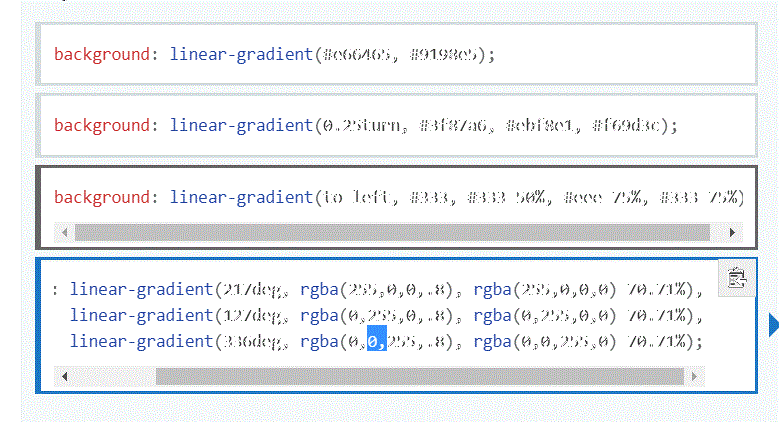 background: linear-gradient(#e66465, #9198e5);
background: linear-gradient(0.25turn, #3f87a6, #ebf8e1, #f69d3c);
background: linear-gradient(to left, #333, #333 50%, #eee 75%, #333 75%)
: linear-gradient(217deg, rgba(255,0,0,.8), rgba(255,0,0,0) 70.71%),
linear-gradient(127deg, rgba(0,255,0,.8), rgba(0,255,0,0) 70.71%),
linear-gradient(336deg, rgba(0,0,255,.8), rgba(0,0,255,0) 70.71%);